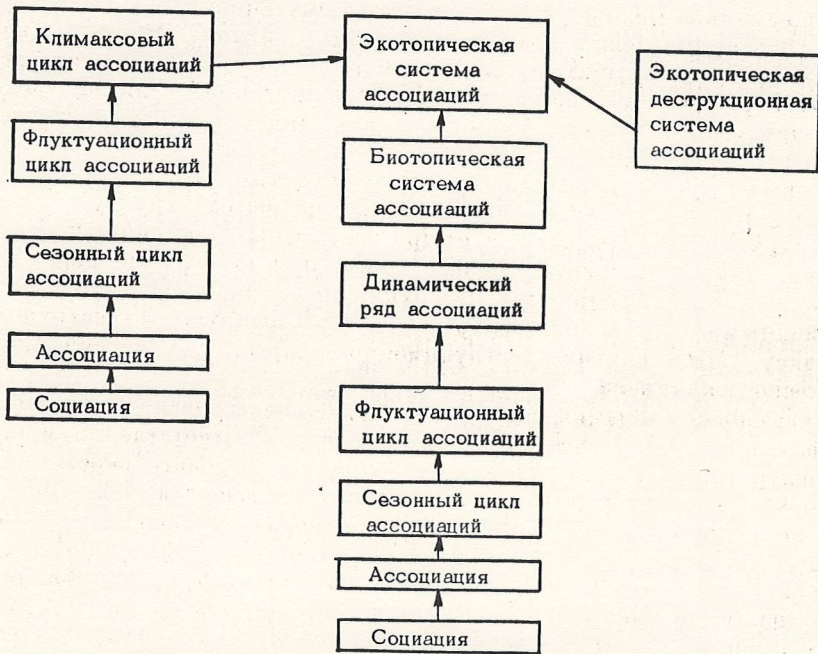 Климаксовый
цикл ассоциаций
Флуктуационный
цикл ассоциаций
Сезонный цикл
ассоциаций
Ассоциация
Социация
Экотопическая
система
ассоциаций
Биотопическая
система
ассоциаций
Динамический
ряд ассоциаций
Флуктуационный
цикл ассоциаций
Сезонный цикл
ассоциаций
Ассоциация
Социация
Экотопическая
деструкционная
система
ассоциаций